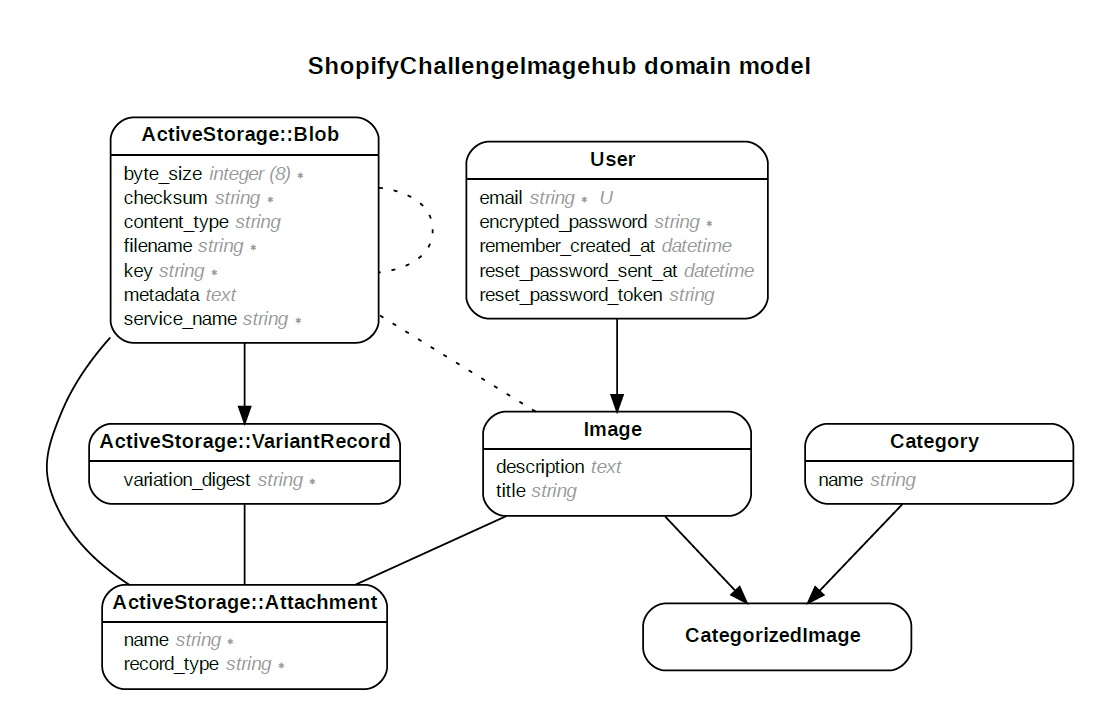 ShopifyChallengeImagehub domain model
ActiveStorage::Blob
byte_size integer (8) *
checksum string *
content_type string
filename string *
key string *
metadata text
service_name string *
User
email string * U
encrypted_password string *
remember_created_at datetime
reset_password_sent_at datetime
reset_password_token string
ActiveStorage::VariantRecord
variation_digest string *
Image
description text
title string
Category
name string
ActiveStorage::Attachment
name string *
record_type string *
CategorizedImage